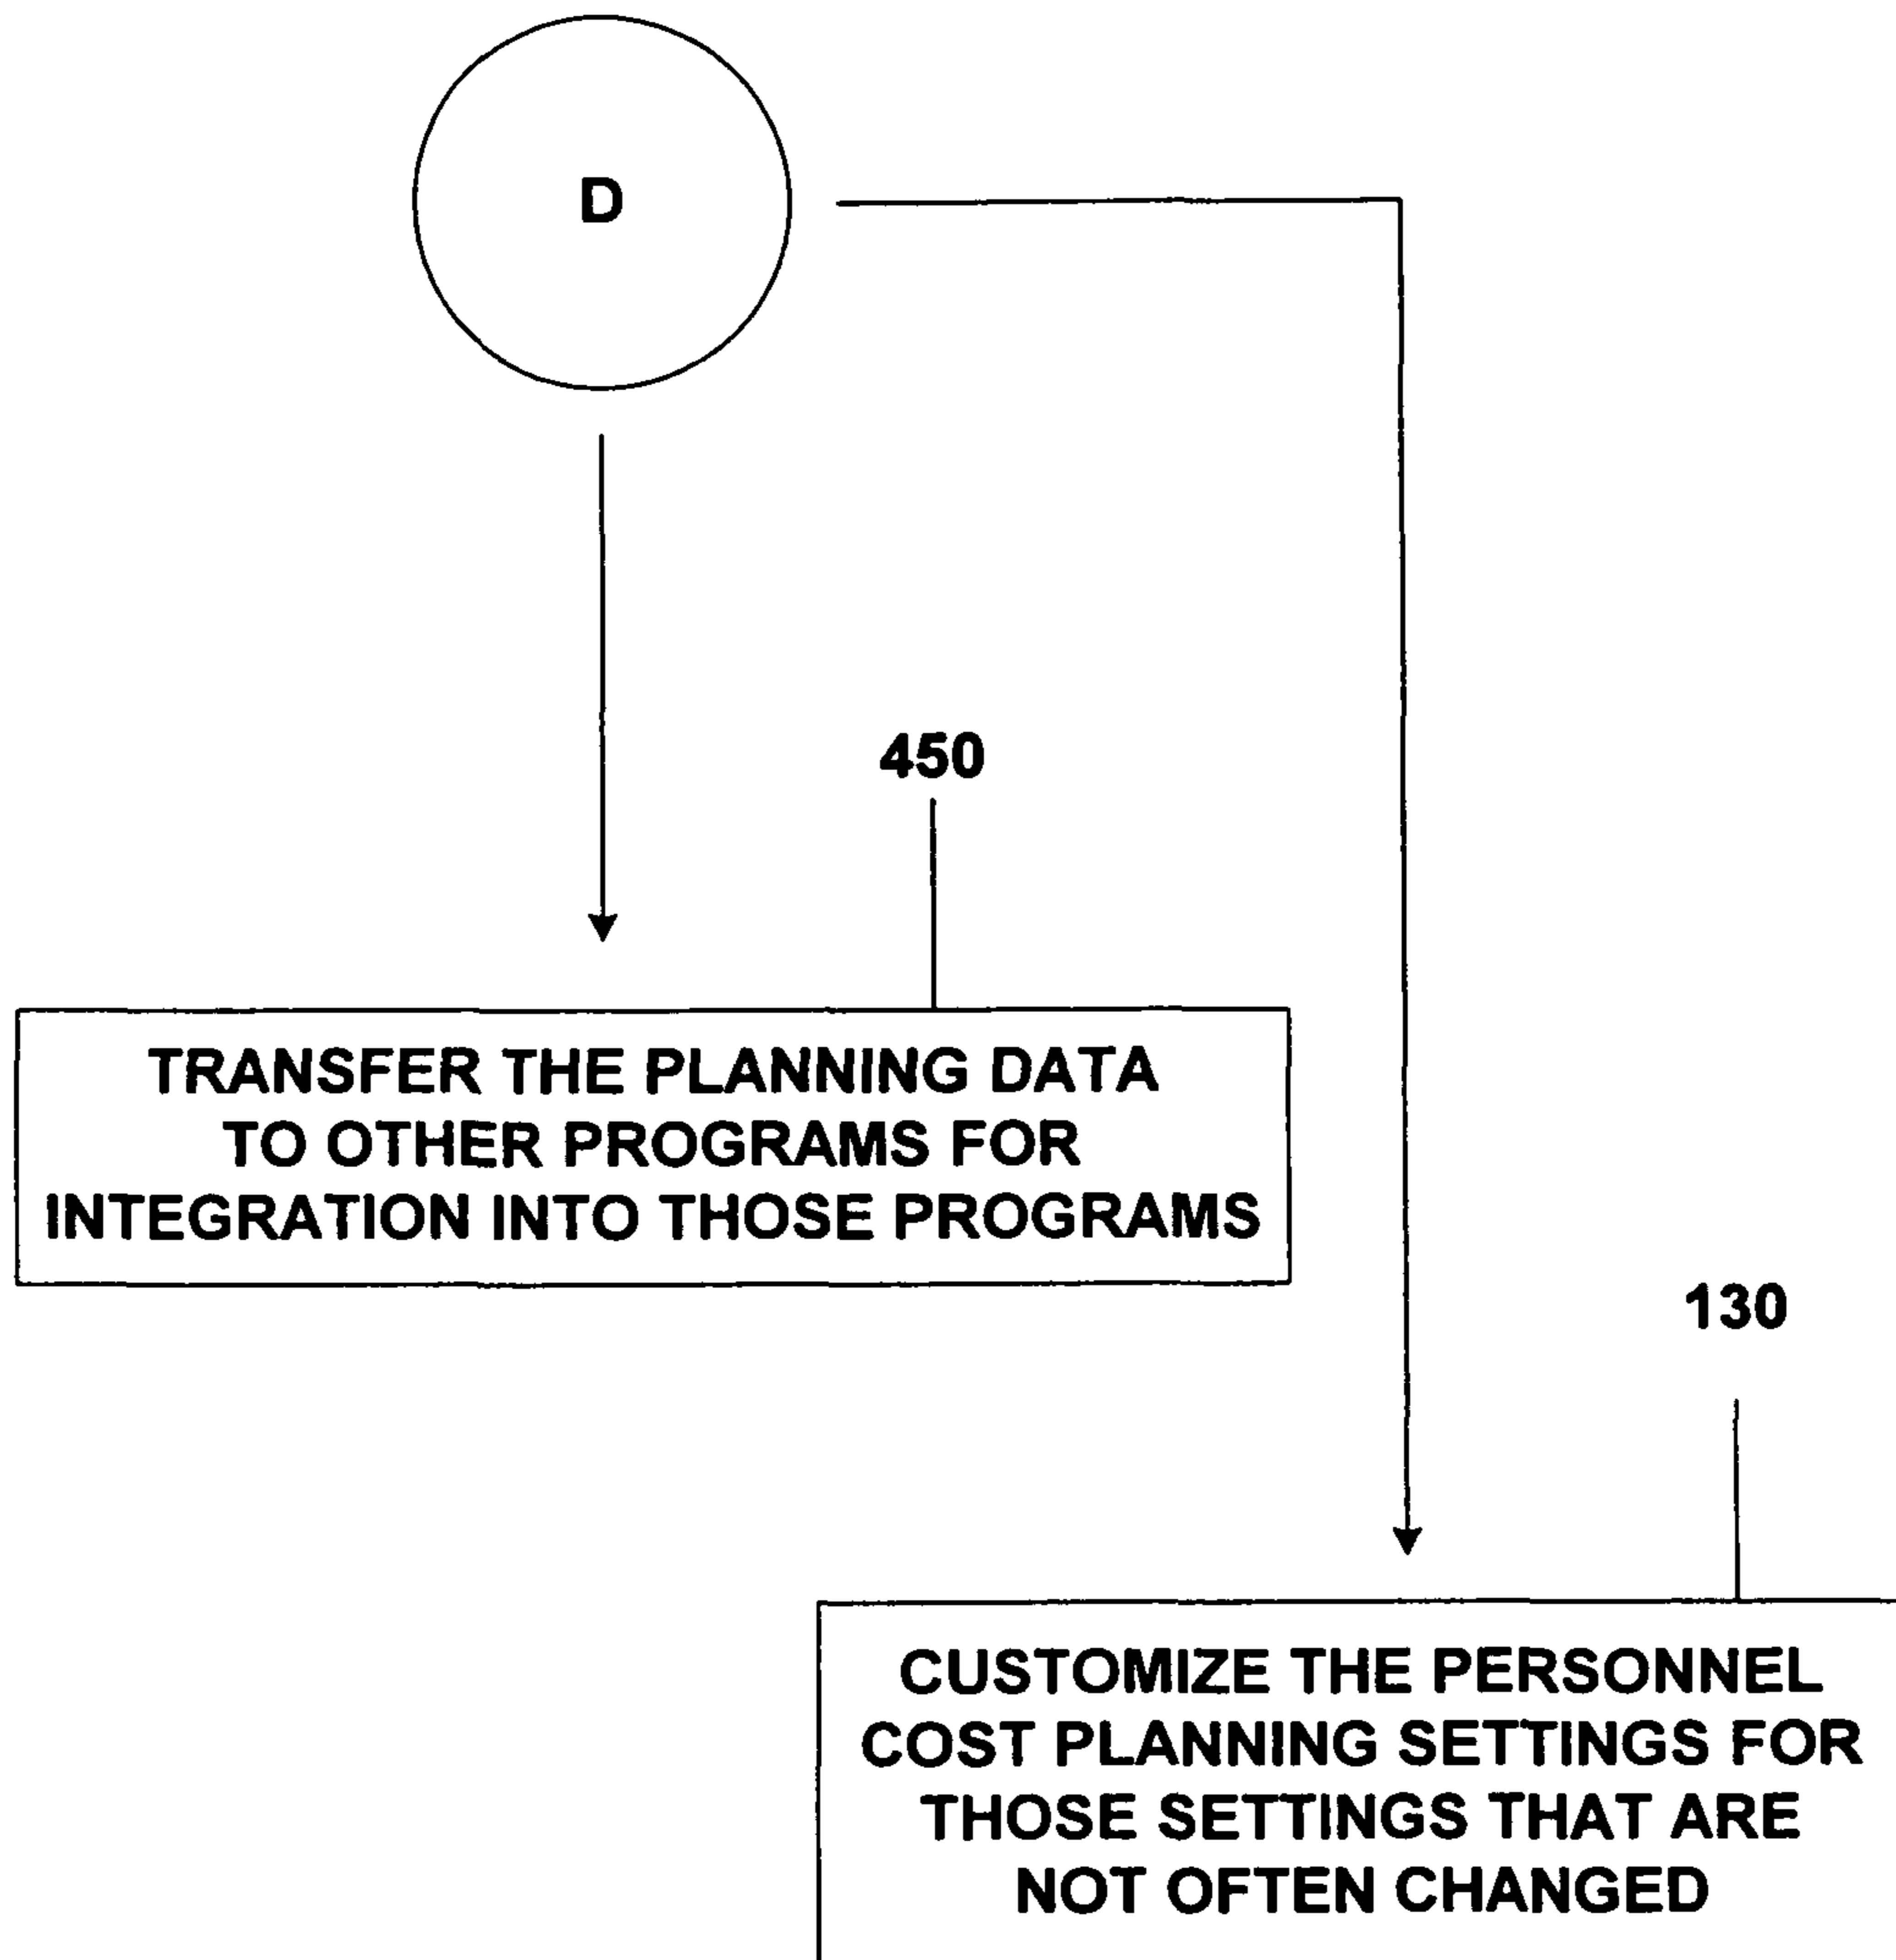 D
450
TRANSFER THE PLANNING DATA
TO OTHER PROGRAMS FOR
INTEGRATION INTO THOSE PROGRAMS
130
CUSTOMIZE THE PERSONNEL
COST PLANNING SETTINGS FOR
THOSE SETTINGS THAT ARE
NOT OFTEN CHANGED